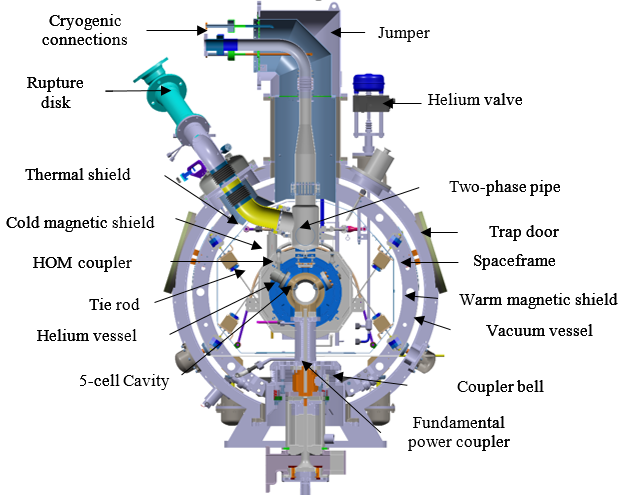 Cryogenic
connections
Jumper
Rupture
disk
Helium valve
Thermal shield
Two-phase pipe
Cold magnetic shield
Trap door
HOM coupler
Spaceframe
Tie rod
Warm magnetic shield
Helium vessel
Vacuum vessel
5-cell Cavity
Coupler bell
Fundamental
power coupler